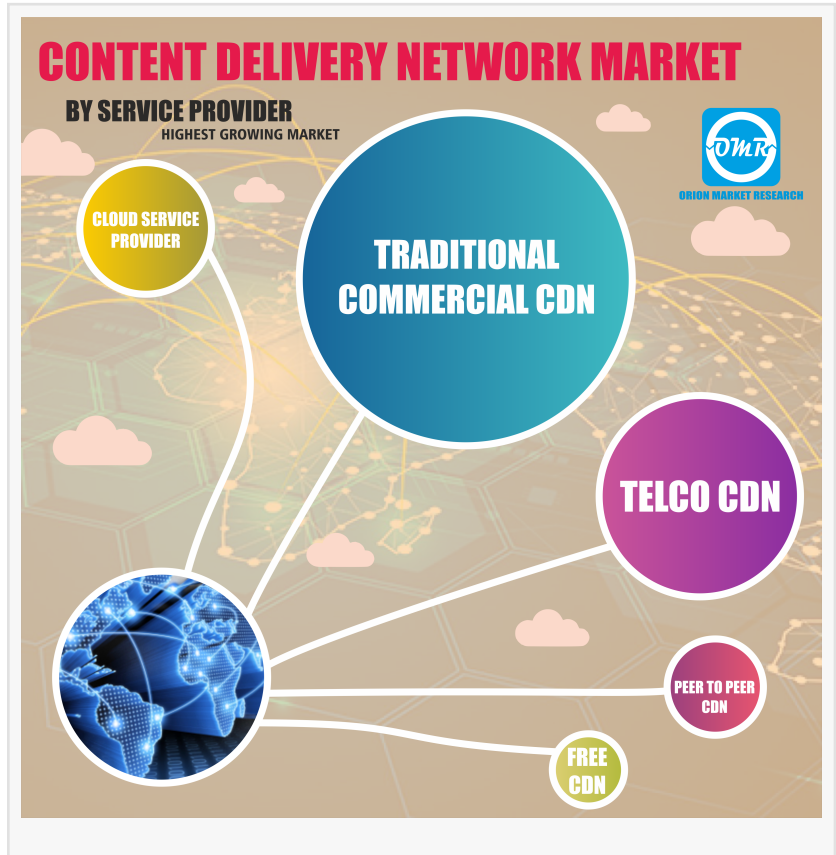 CONTENT DELIVERY NETWORK MARKET
BY SERVICE PROVIDER
HIGHEST GROWING MARKET
OMR
ORION MARKET RESEARCH
CLOUD SERVICE
PROVIDER
TRADITIONAL
COMMERCIAL CDN
TELCO CDN
PEER TO PEER
CDN
FREE
CDN